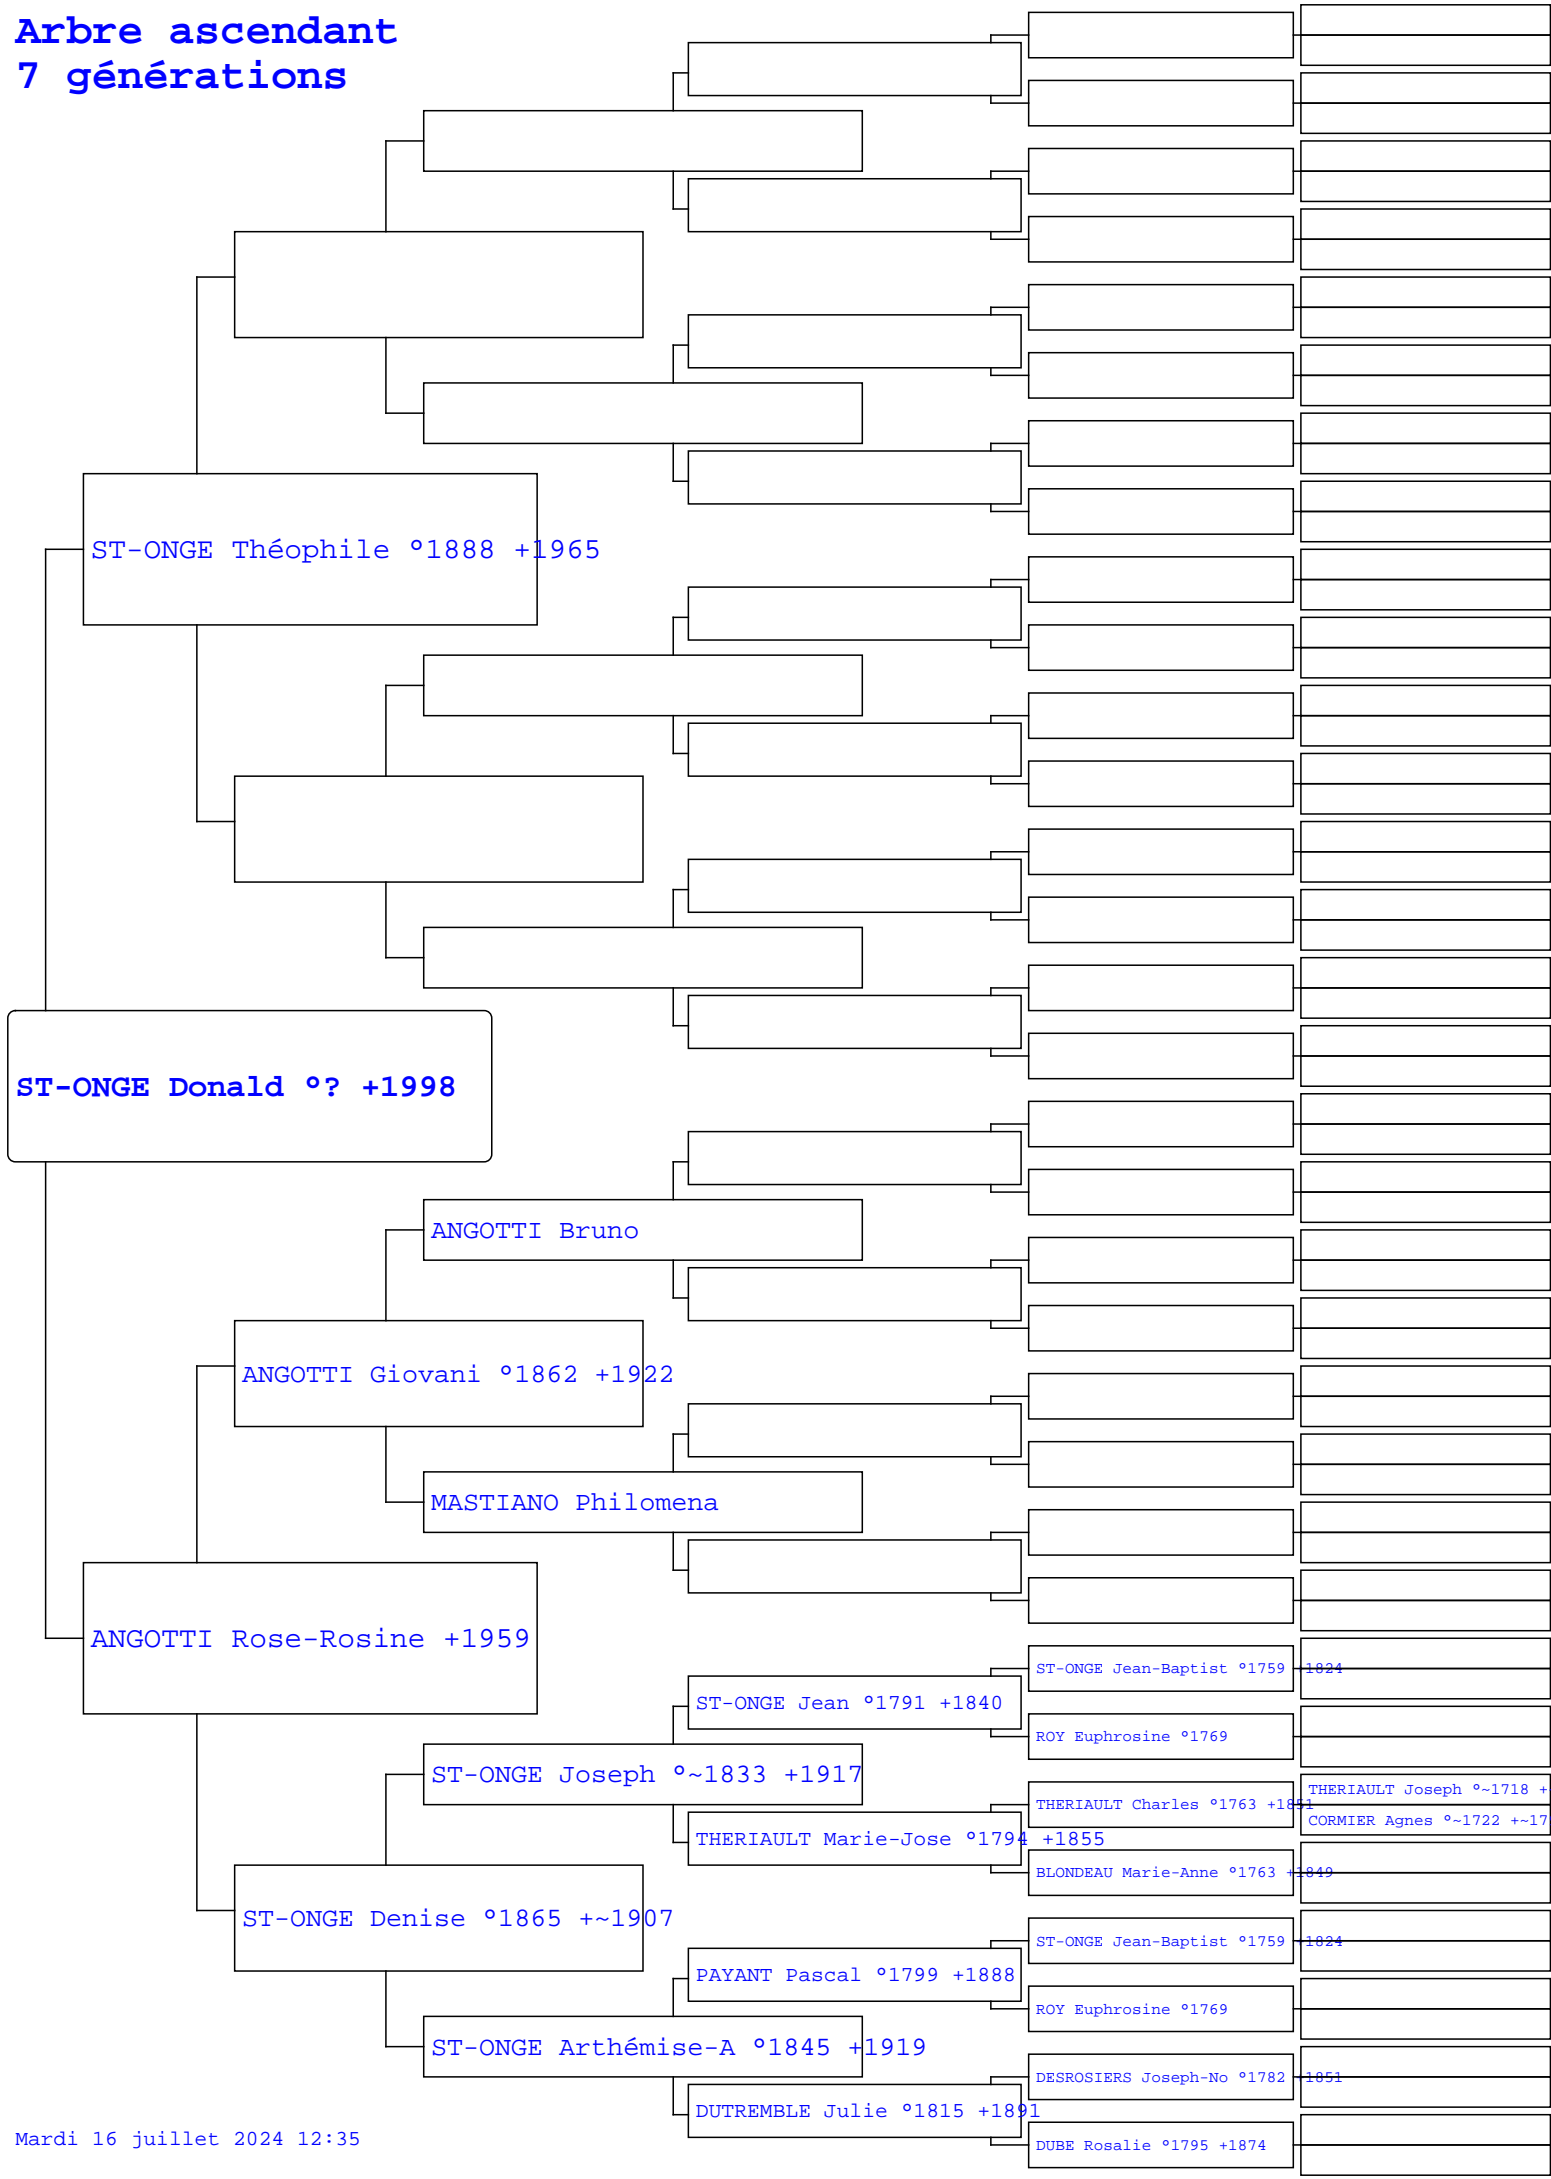 Arbre ascendant
7 générations
ST-ONGE Théophile °1888 +1965
ST-ONGE Donald °? +1998
ANGOTTI Bruno
ANGOTTI Giovani °1862 +1922
MASTIANO Philomena
ANGOTTI Rose-Rosine +1959
ST-ONGE Jean-Baptist °1759 +1824
ST-ONGE Jean °1791 +1840
ROY Euphrosine °1769
ST-ONGE Joseph °~1833 +1917
THERIAULT Joseph °~1718 +
THERIAULT Charles °1763 +1851
CORMIER Agnes °~1722 +~17
THERIAULT Marie-Jose °1794 +1855
BLONDEAU Marie-Anne °1763 +1849
ST-ONGE Denise °1865 +~1907
ST-ONGE Jean-Baptist °1759 +1824
PAYANT Pascal °1799 +1888
ROY Euphrosine °1769
ST-ONGE Arthémise-A °1845 +1919
DESROSIERS Joseph-No °1782 +1851
DUTREMBLE Julie °1815 +1891
DUBE Rosalie °1795 +1874
Mardi 16 juillet 2024 12:35